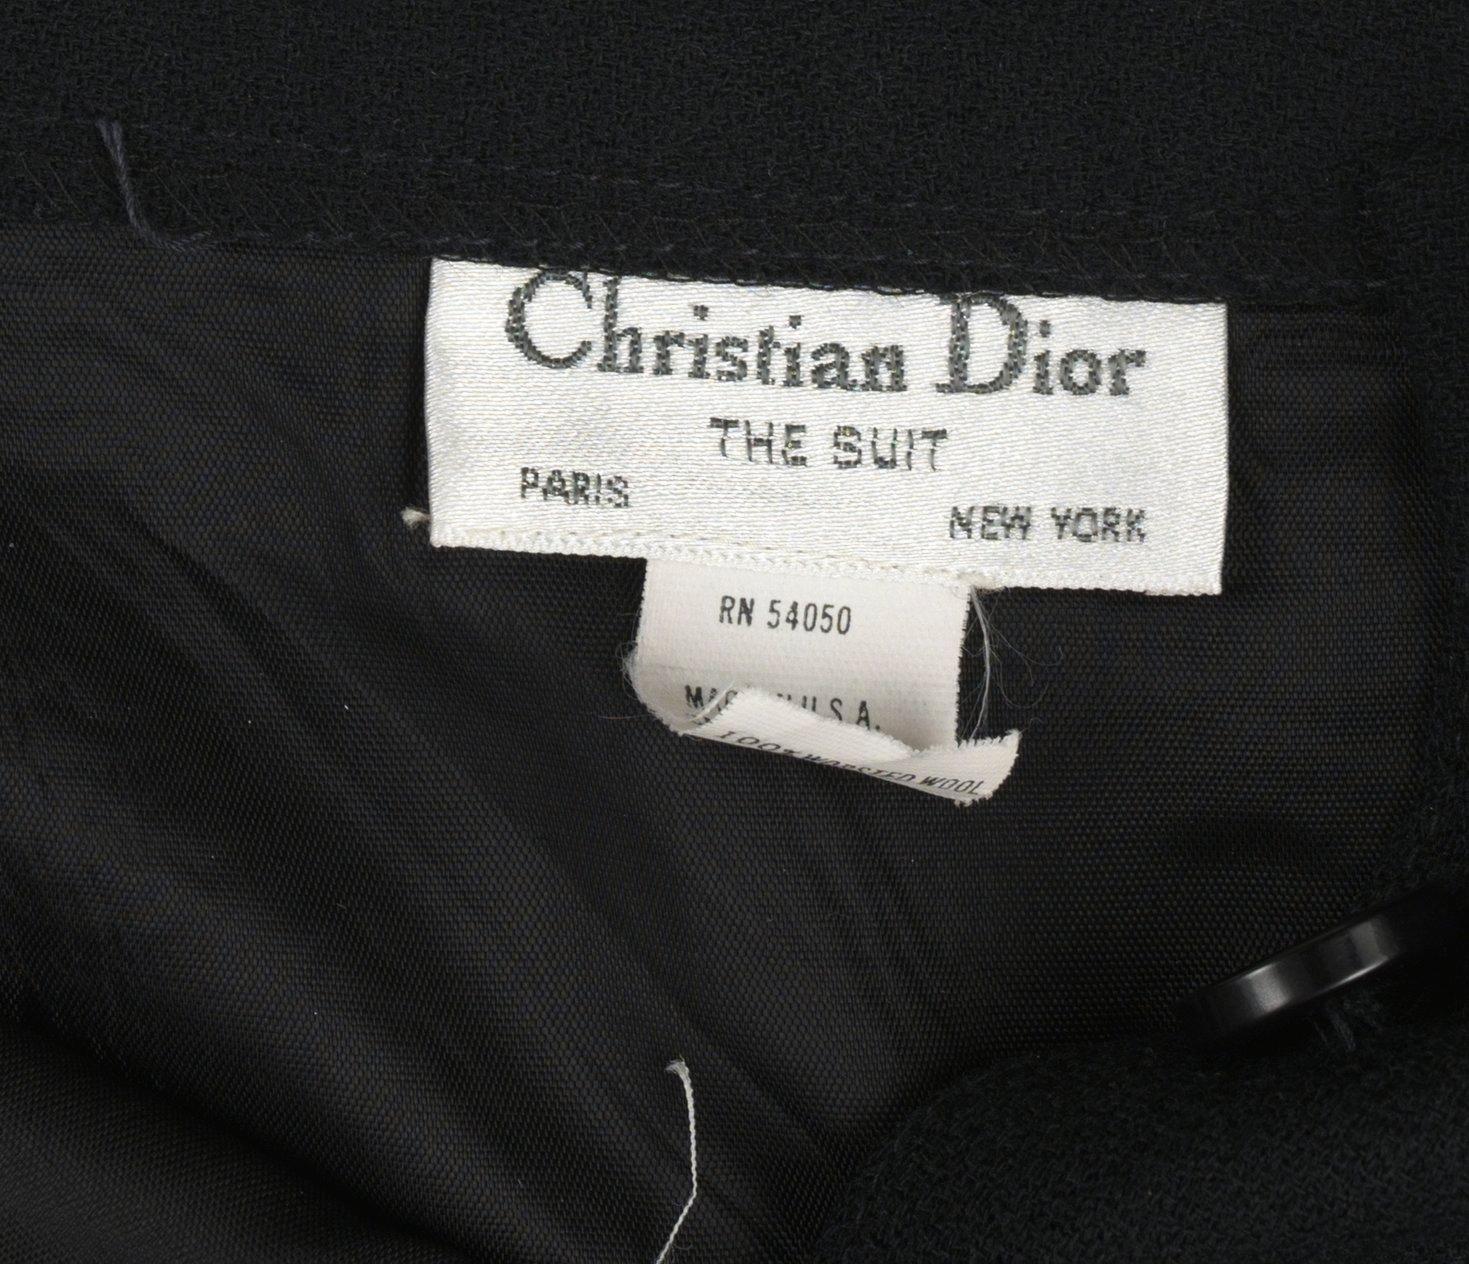 Christian Dior
THE SUIT
PARIS
NEW YORK
RN 54050
U.S.A.
100% WORSTED WOOL